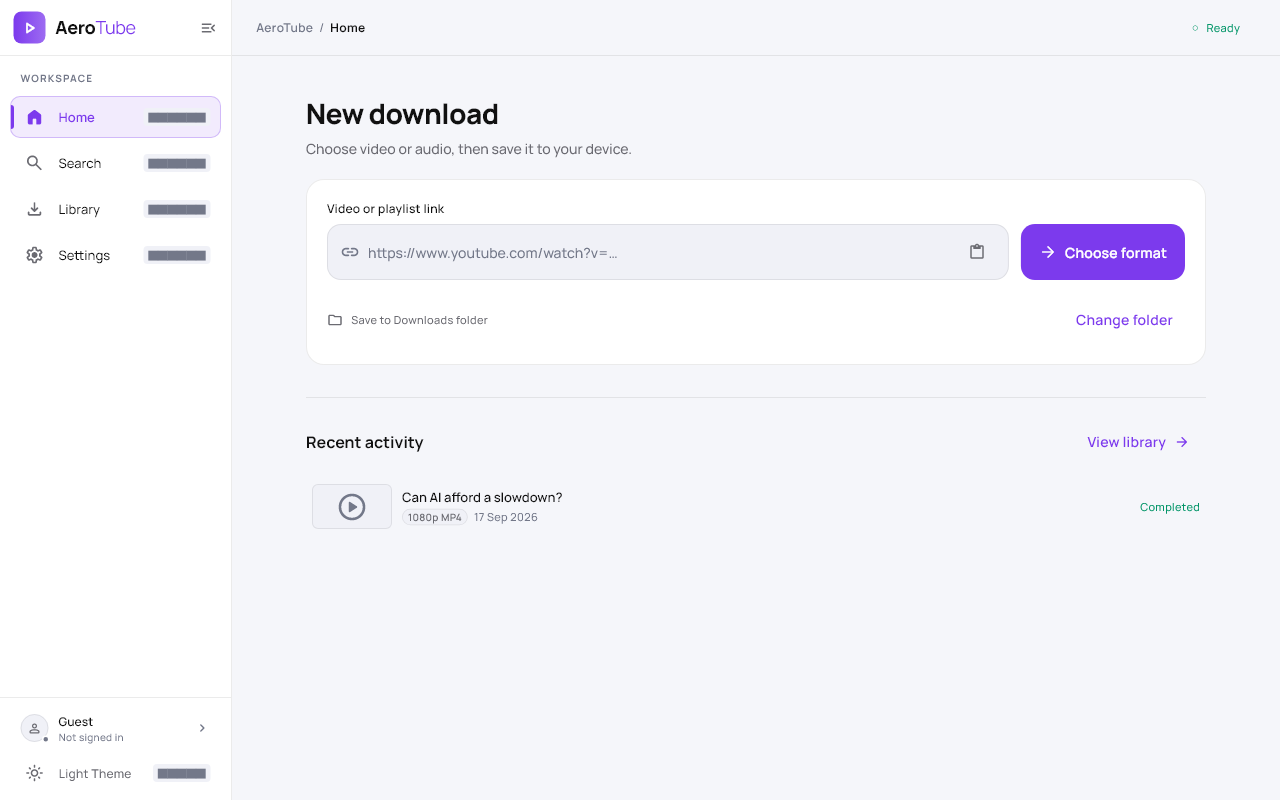 AeroTube
AeroTube / Home
Ready
WORKSPACE
Home
Search
Library
Settings
New download
Choose video or audio, then save it to your device.
Video or playlist link
https://www.youtube.com/watch?v=…
Choose format
Save to Downloads folder
Change folder
Recent activity
View library
Can AI afford a slowdown?
1080p MP4 17 Sep 2026
Completed
Guest
Not signed in
Light Theme